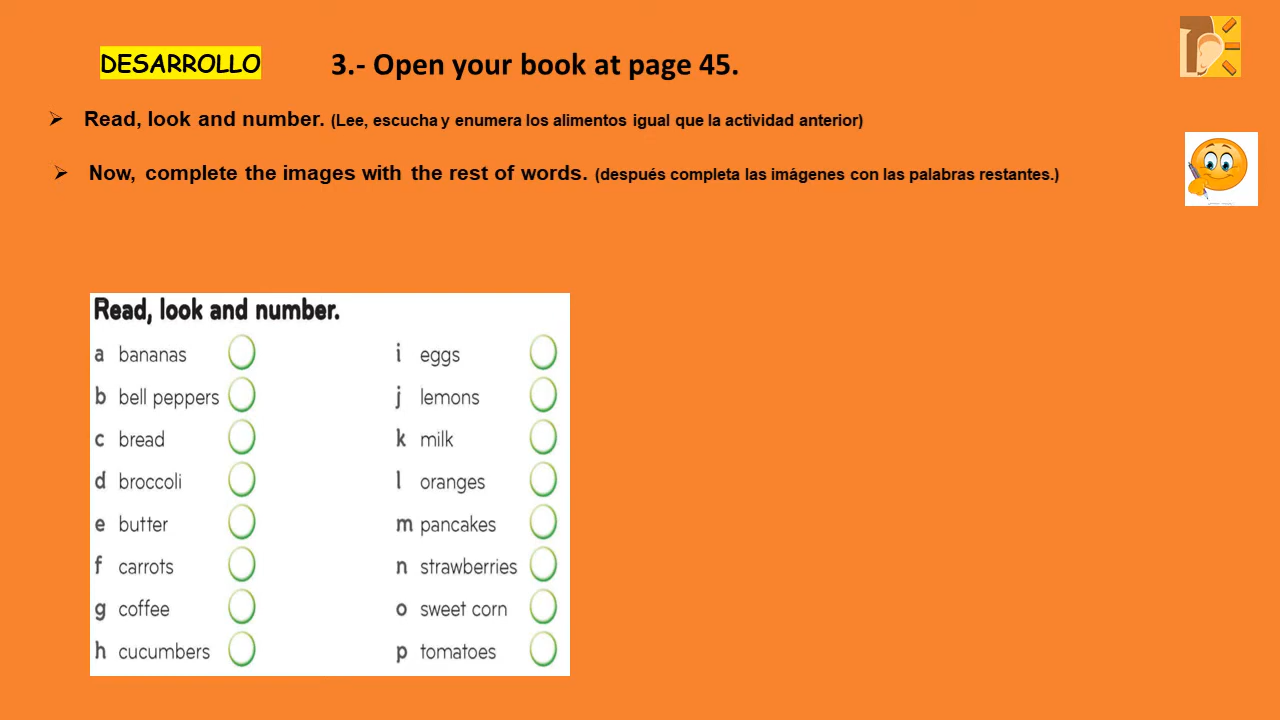 DESARROLLO
3.- Open your book at page 45.
➢ Read, look and number. (Lee, escucha y enumera los alimentos igual que la actividad anterior)
➢ Now, complete the images with the rest of words. (después completa las imágenes con las palabras restantes.)
Read, look and number.
a bananas
b bell peppers
c bread
d broccoli
e butter
f carrots
g coffee
h cucumbers
i eggs
j lemons
k milk
l oranges
m pancakes
n strawberries
o sweet corn
p tomatoes